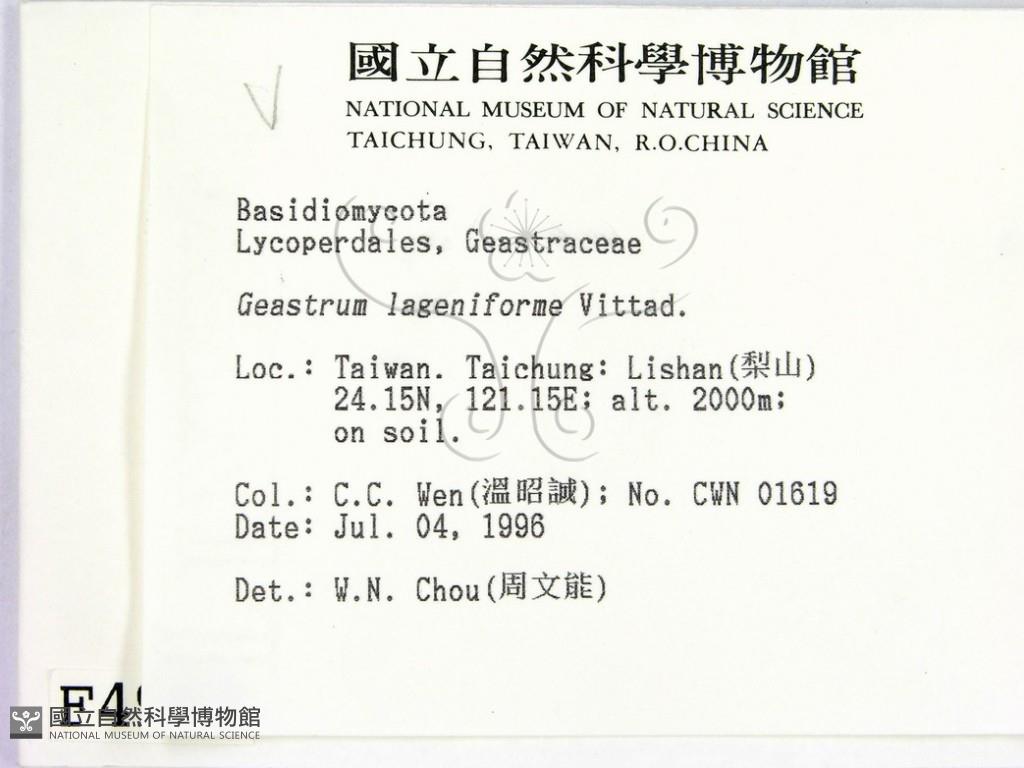 國立自然科學博物館
NATIONAL MUSEUM OF NATURAL SCIENCE
TAICHUNG, TAIWAN, R.O.CHINA
Basidiomycota
Lycoperdales, Geastraceae
Geastrum lageniforme Vittad.
Loc.: Taiwan. Taichung: Lishan(梨山)
24.15N, 121.15E; alt. 2000m;
on soil.
Col.: C.C. Wen(溫昭誠); No. CWN 01619
Date: Jul. 04, 1996
Det.: W.N. Chou(周文能)
國立自然科學博物館
NATIONAL MUSEUM OF NATURAL SCIENCE